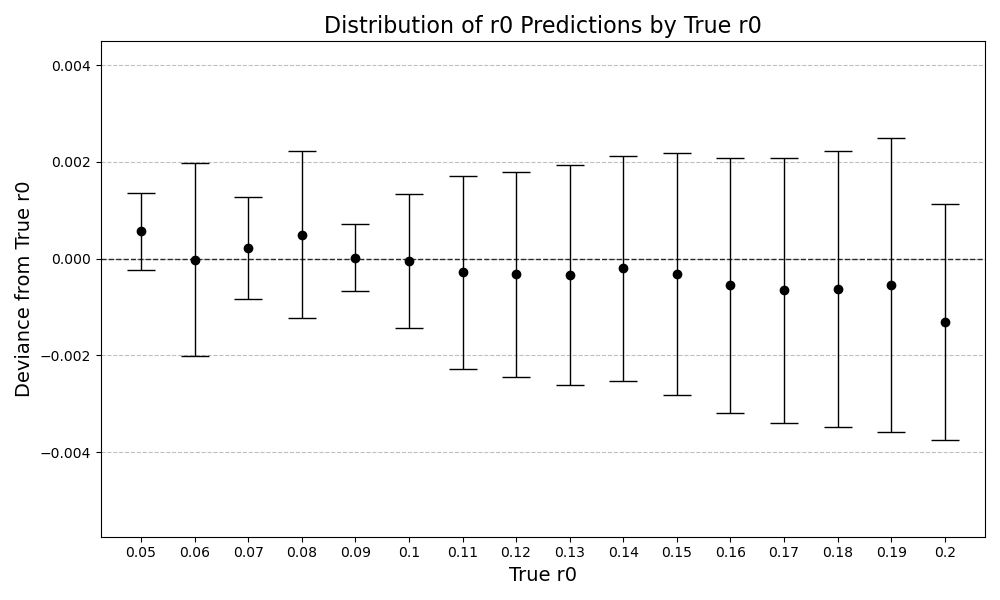 Distribution of r0 Predictions by True r0
Deviance from True r0
0.004
0.002
0.000
−0.002
−0.004
0.05 0.06 0.07 0.08 0.09 0.1 0.11 0.12 0.13 0.14 0.15 0.16 0.17 0.18 0.19 0.2
True r0